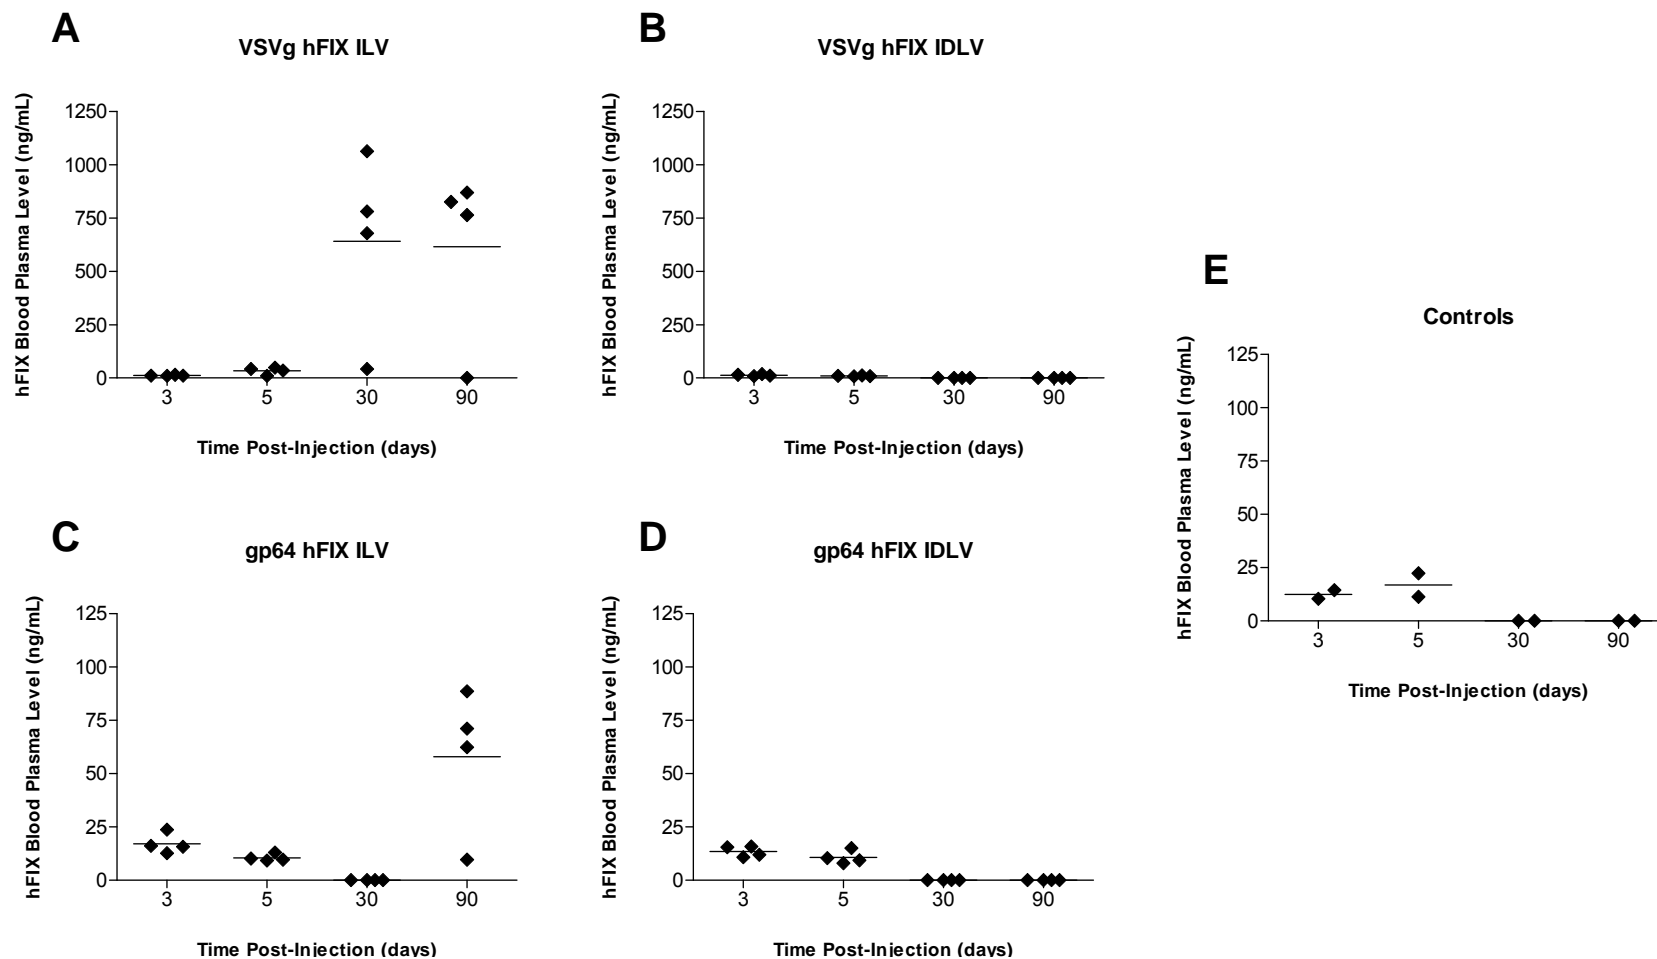 A
VSVg hFIX ILV
hFIX Blood Plasma Level (ng/mL)
1250
1000
750
500
250
0
3 5 30 90
Time Post-Injection (days)
B
VSVg hFIX IDLV
hFIX Blood Plasma Level (ng/mL)
1250
1000
750
500
250
0
3 5 30 90
Time Post-Injection (days)
C
gp64 hFIX ILV
hFIX Blood Plasma Level (ng/mL)
125
100
75
50
25
0
3 5 30 90
Time Post-Injection (days)
D
gp64 hFIX IDLV
hFIX Blood Plasma Level (ng/mL)
125
100
75
50
25
0
3 5 30 90
Time Post-Injection (days)
E
Controls
hFIX Blood Plasma Level (ng/mL)
125
100
75
50
25
0
3 5 30 90
Time Post-Injection (days)